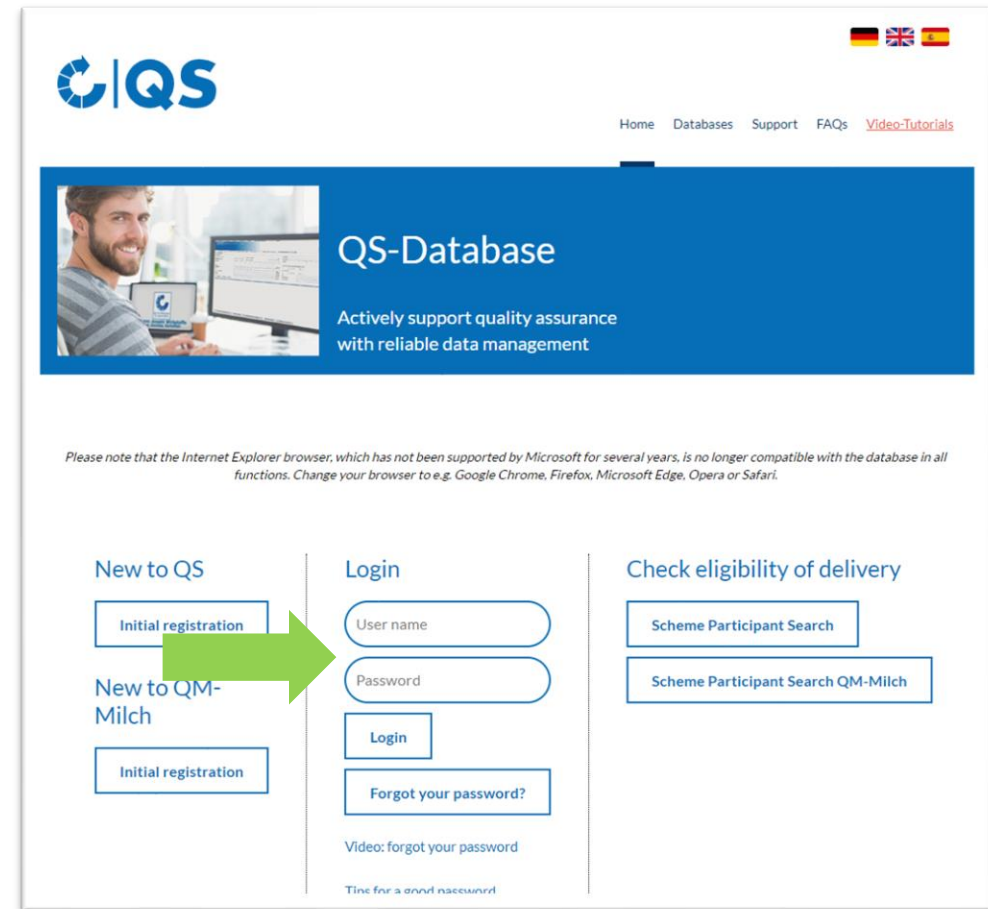 QS
Home Databases Support FAQs Video-Tutorials
QS-Database
Actively support quality assurance
with reliable data management
Please note that the Internet Explorer browser, which has not been supported by Microsoft for several years, is no longer compatible with the database in all
functions. Change your browser to e.g. Google Chrome, Firefox, Microsoft Edge, Opera or Safari.
New to QS
Initial registration
New to QM-
Milch
Initial registration
Login
User name
Password
Login
Forgot your password?
Video: forgot your password
Tips for a good password
Check eligibility of delivery
Scheme Participant Search
Scheme Participant Search QM-Milch